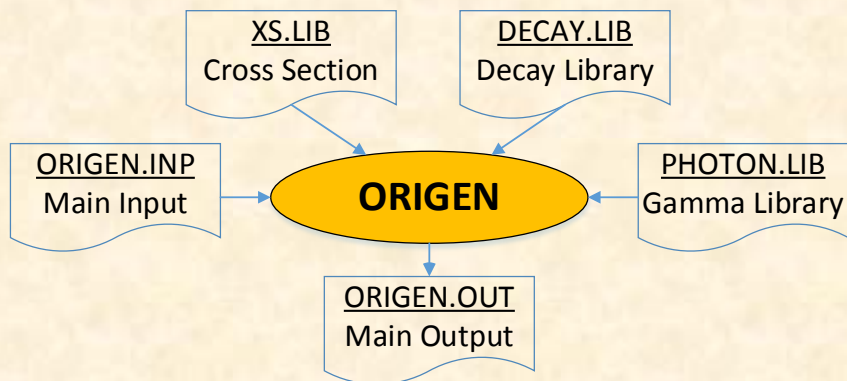 XS.LIB
Cross Section
DECAY.LIB
Decay Library
ORIGEN.INP
Main Input
ORIGEN
PHOTON.LIB
Gamma Library
ORIGEN.OUT
Main Output